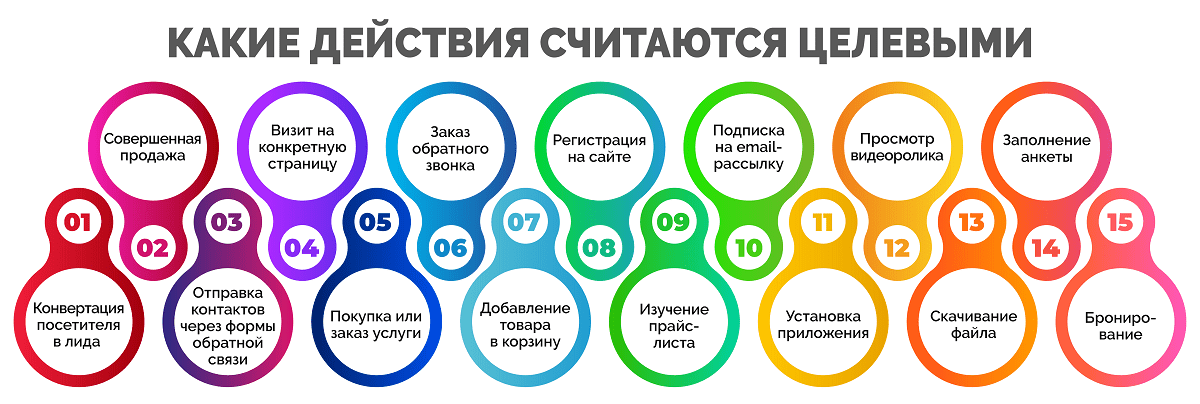 КАКИЕ ДЕЙСТВИЯ СЧИТАЮТСЯ ЦЕЛЕВЫМИ
01
Конвертация
посетителя
в лида
02
Совершенная
продажа
03
Отправка
контактов
через формы
обратной
связи
04
Визит на
конкретную
страницу
05
Покупка или
заказ услуги
06
Заказ
обратного
звонка
07
Добавление
товара
в корзину
08
Регистрация
на сайте
09
Изучение
прайс-
листа
10
Подписка
на email-
рассылку
11
Установка
приложения
12
Просмотр
видеоролика
13
Скачивание
файла
14
Заполнение
анкеты
15
Брониро-
вание